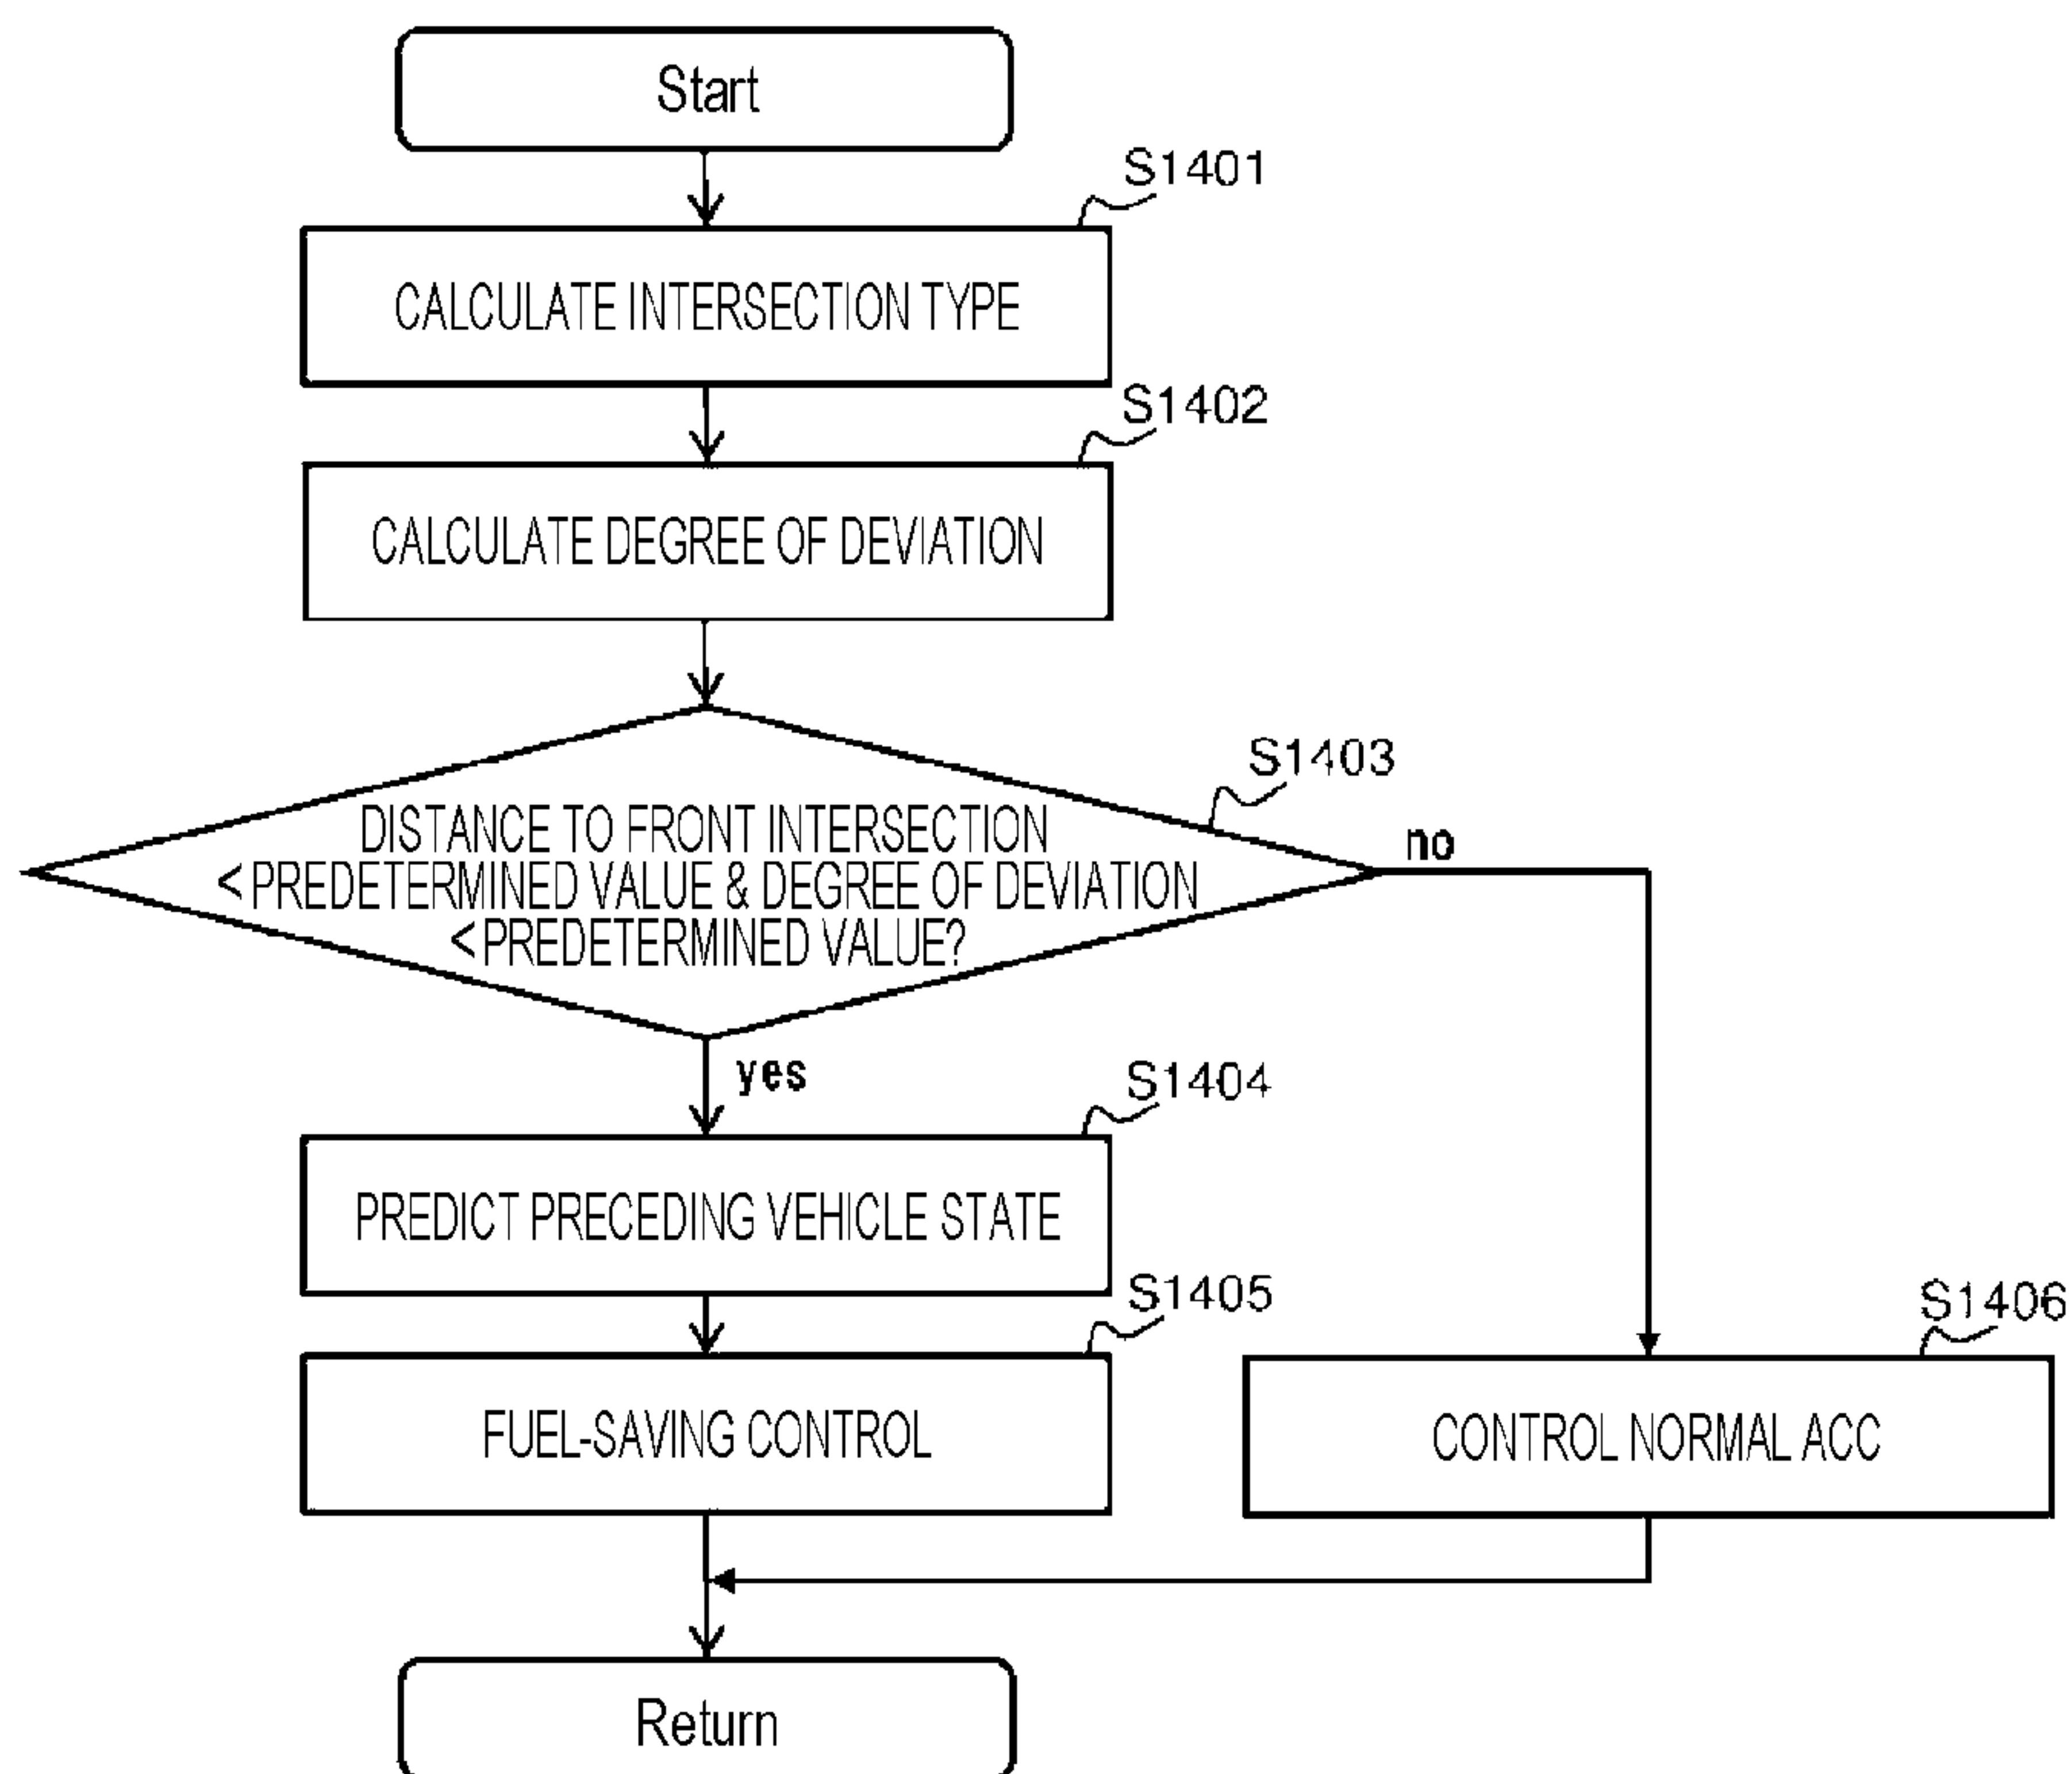 Start
S1401
CALCULATE INTERSECTION TYPE
S1402
CALCULATE DEGREE OF DEVIATION
S1403
DISTANCE TO FRONT INTERSECTION
< PREDETERMINED VALUE & DEGREE OF DEVIATION
< PREDETERMINED VALUE?
no
yes
S1404
PREDICT PRECEDING VEHICLE STATE
S1405
FUEL-SAVING CONTROL
S1406
CONTROL NORMAL ACC
Return